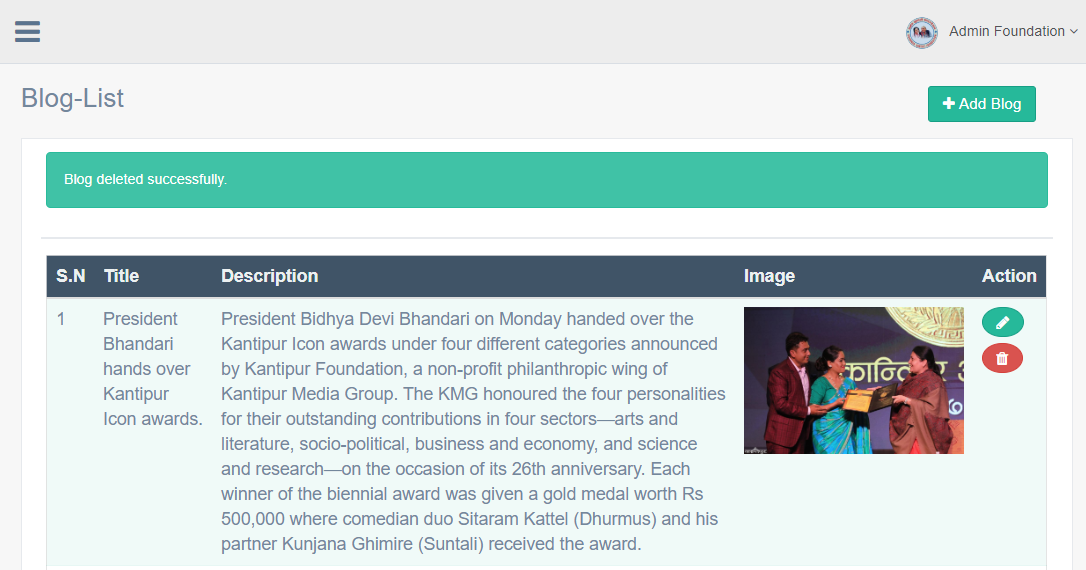 Admin Foundation
Blog-List
Add Blog
Blog deleted successfully.
S.N Title Description Image Action
1
President
Bhandari
hands over
Kantipur
Icon awards.
President Bidhya Devi Bhandari on Monday handed over the
Kantipur Icon awards under four different categories announced
by Kantipur Foundation, a non-profit philanthropic wing of
Kantipur Media Group. The KMG honoured the four personalities
for their outstanding contributions in four sectors—arts and
literature, socio-political, business and economy, and science
and research—on the occasion of its 26th anniversary. Each
winner of the biennial award was given a gold medal worth Rs
500,000 where comedian duo Sitaram Kattel (Dhurmus) and his
partner Kunjana Ghimire (Suntali) received the award.